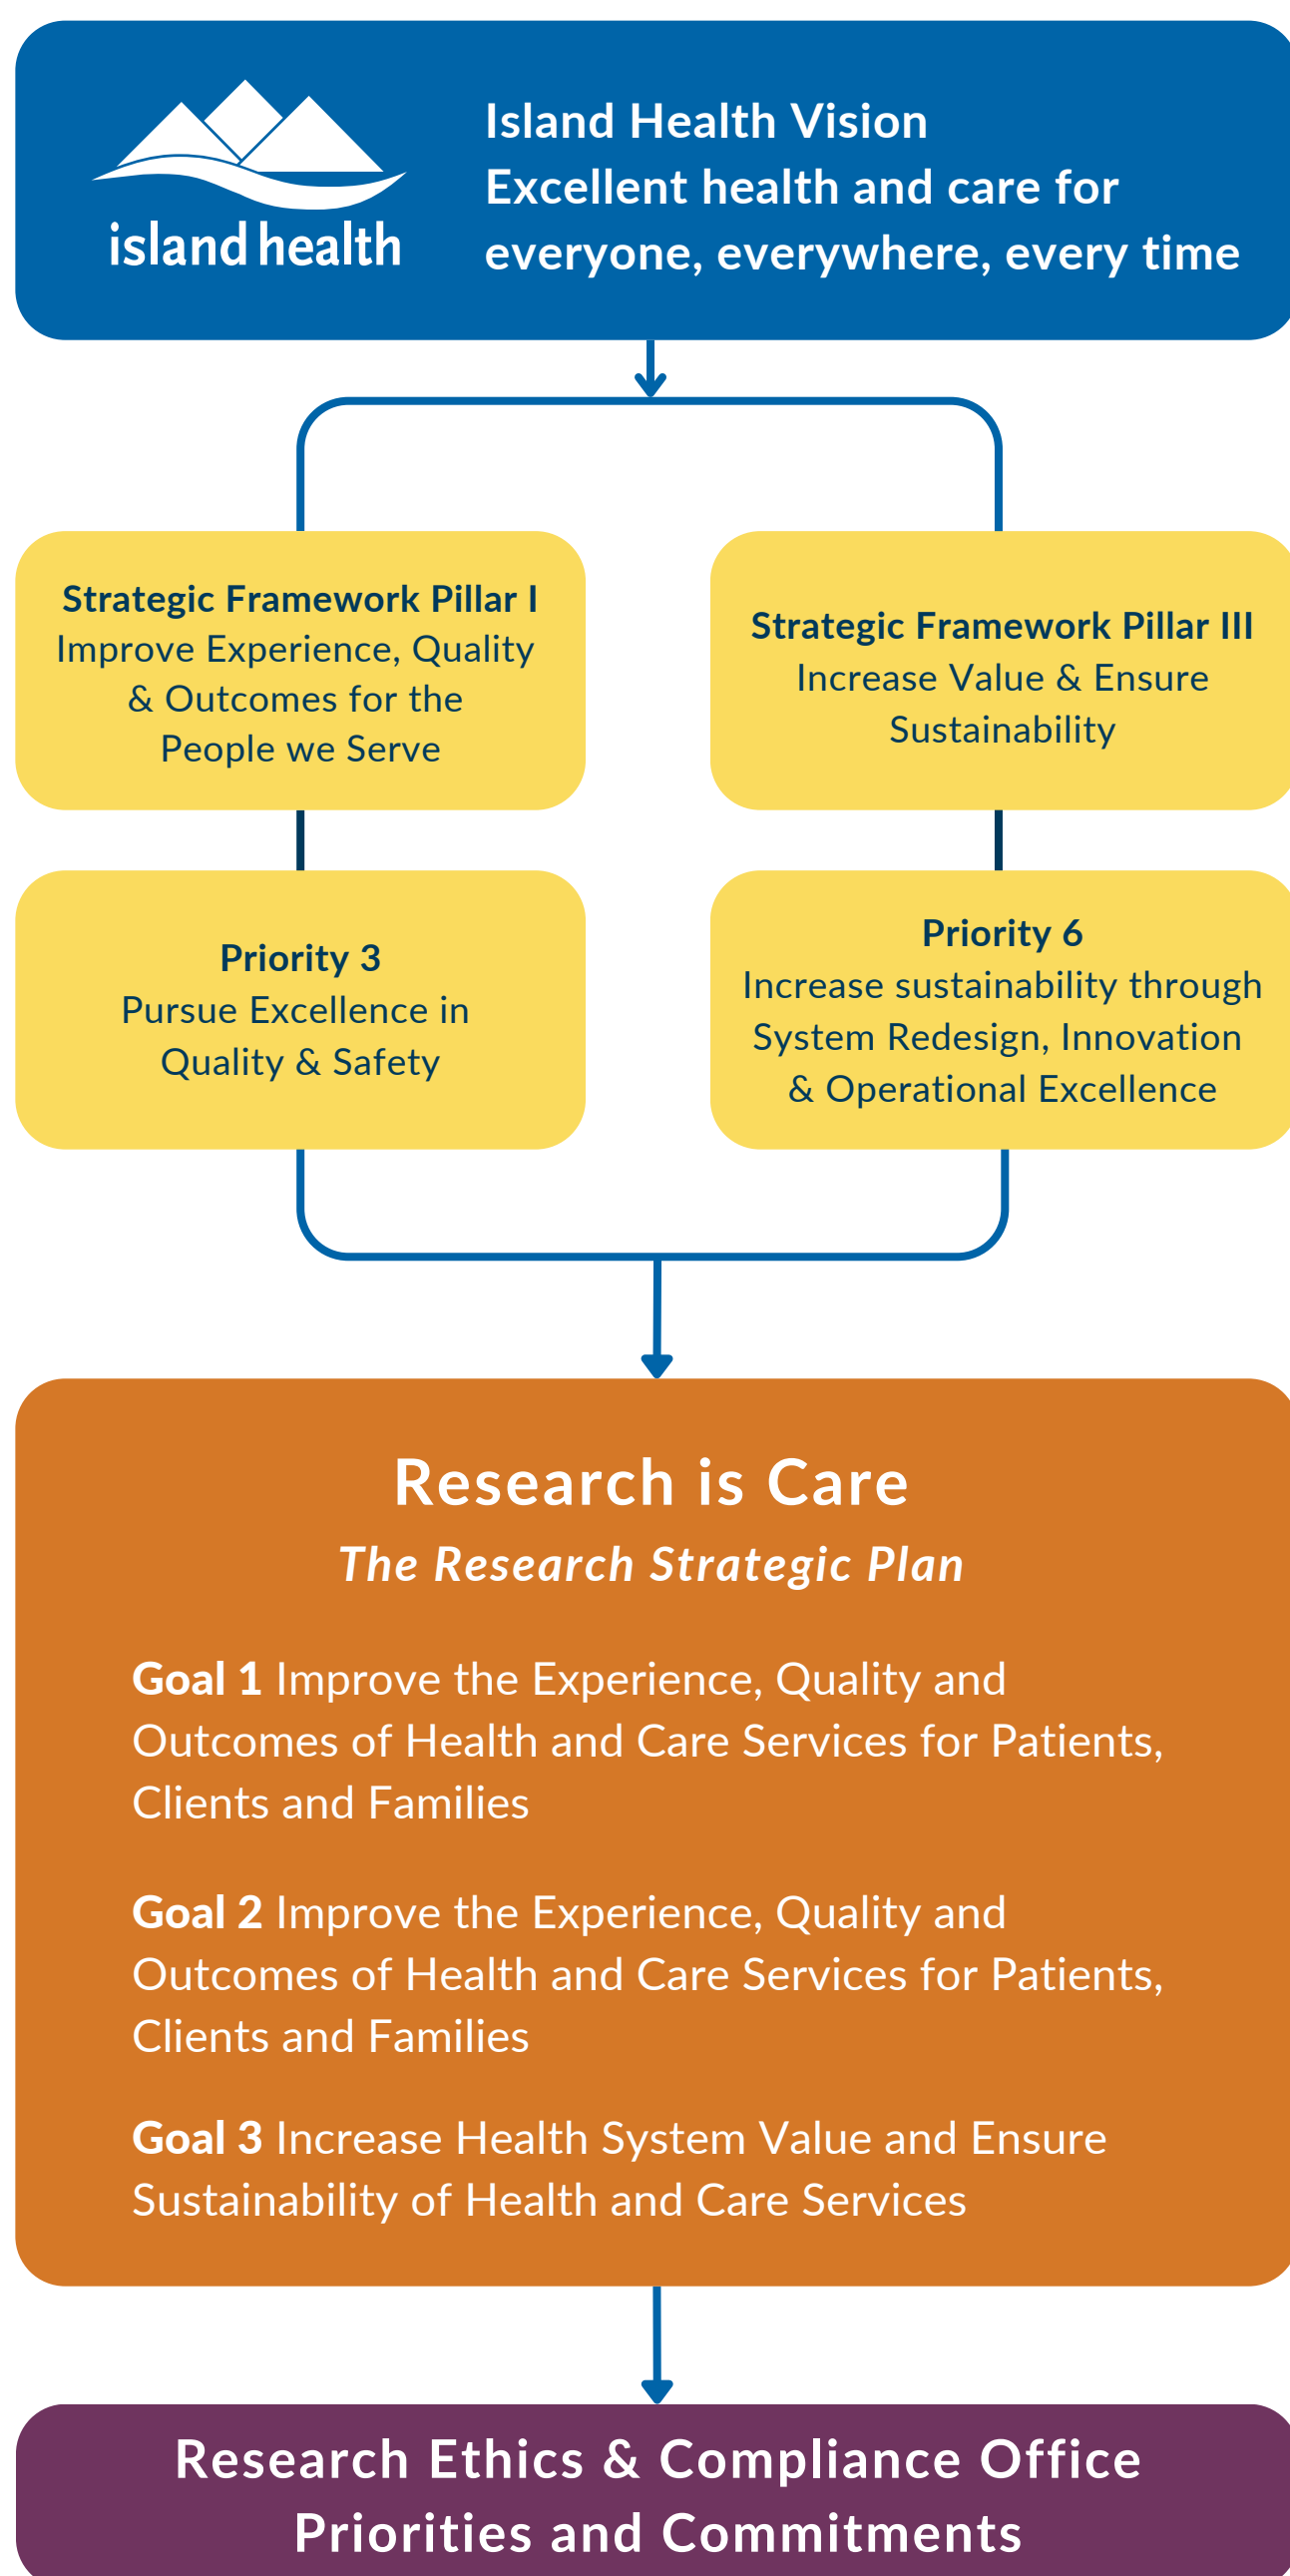 island health
Island Health Vision
Excellent health and care for
everyone, everywhere, every time
Strategic Framework Pillar I
Improve Experience, Quality
& Outcomes for the
People we Serve
Strategic Framework Pillar III
Increase Value & Ensure
Sustainability
Priority 3
Pursue Excellence in
Quality & Safety
Priority 6
Increase sustainability through
System Redesign, Innovation
& Operational Excellence
Research is Care
The Research Strategic Plan
Goal 1 Improve the Experience, Quality and
Outcomes of Health and Care Services for Patients,
Clients and Families
Goal 2 Improve the Experience, Quality and
Outcomes of Health and Care Services for Patients,
Clients and Families
Goal 3 Increase Health System Value and Ensure
Sustainability of Health and Care Services
Research Ethics & Compliance Office
Priorities and Commitments